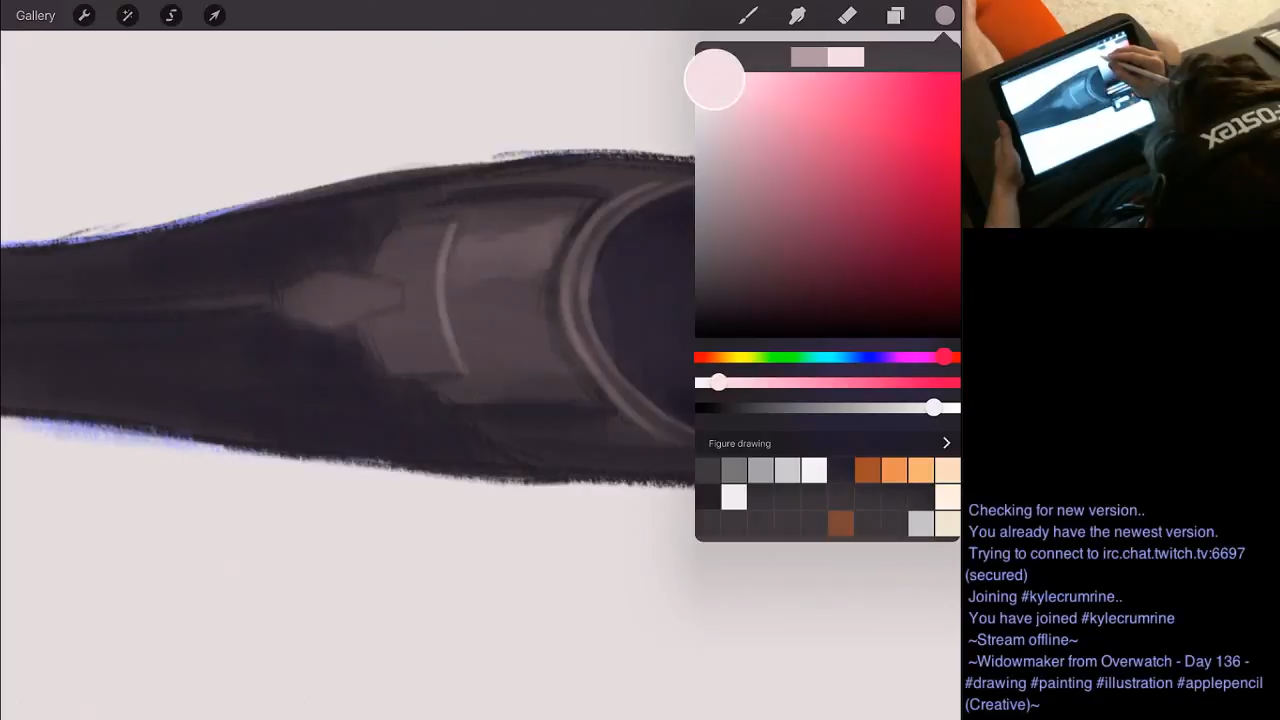 Gallery
Fostex
Figure drawing
Checking for new version..
You already have the newest version.
Trying to connect to irc.chat.twitch.tv:6697
(secured)
Joining #kylecrumrine..
You have joined #kylecrumrine
~Stream offline~
~Widowmaker from Overwatch - Day 136 -
#drawing #painting #illustration #applepencil
(Creative)~